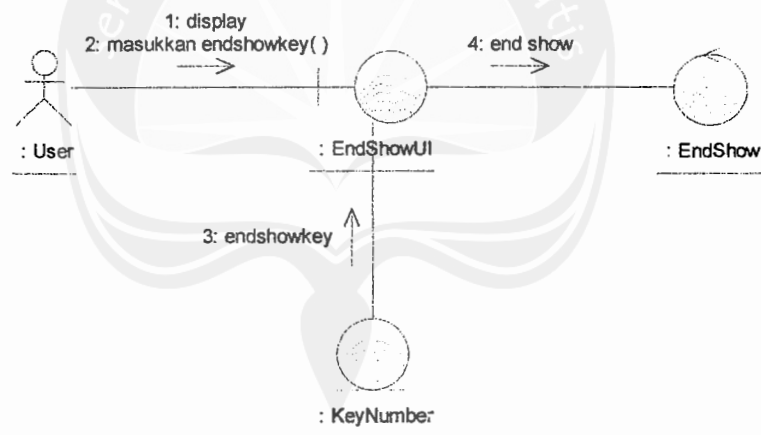 1: display
2: masukkan endshowkey( )
4: end show
: User
: EndShowUI
: EndShow
3: endshowkey
: KeyNumber